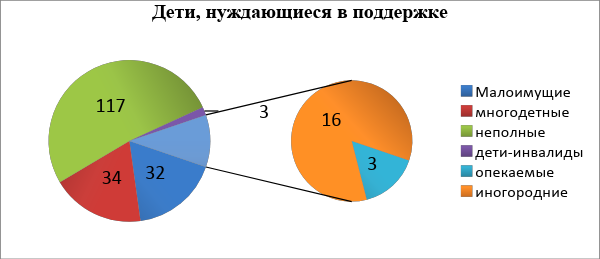 Дети, нуждающиеся в поддержке
117
3
34
32
16
3
Малоимущие
многодетные
неполные
дети-инвалиды
опекаемые
иногородние